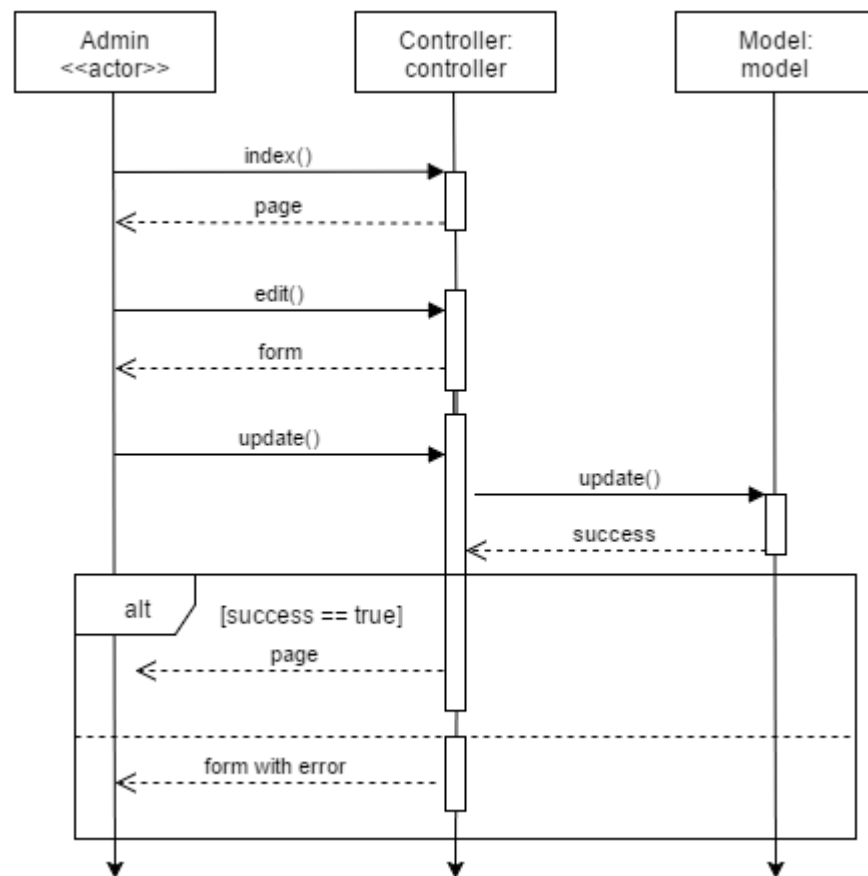 Admin
<<actor>>
Controller:
controller
Model:
model
index()
page
edit()
form
update()
update()
success
alt
[success == true]
page
form with error